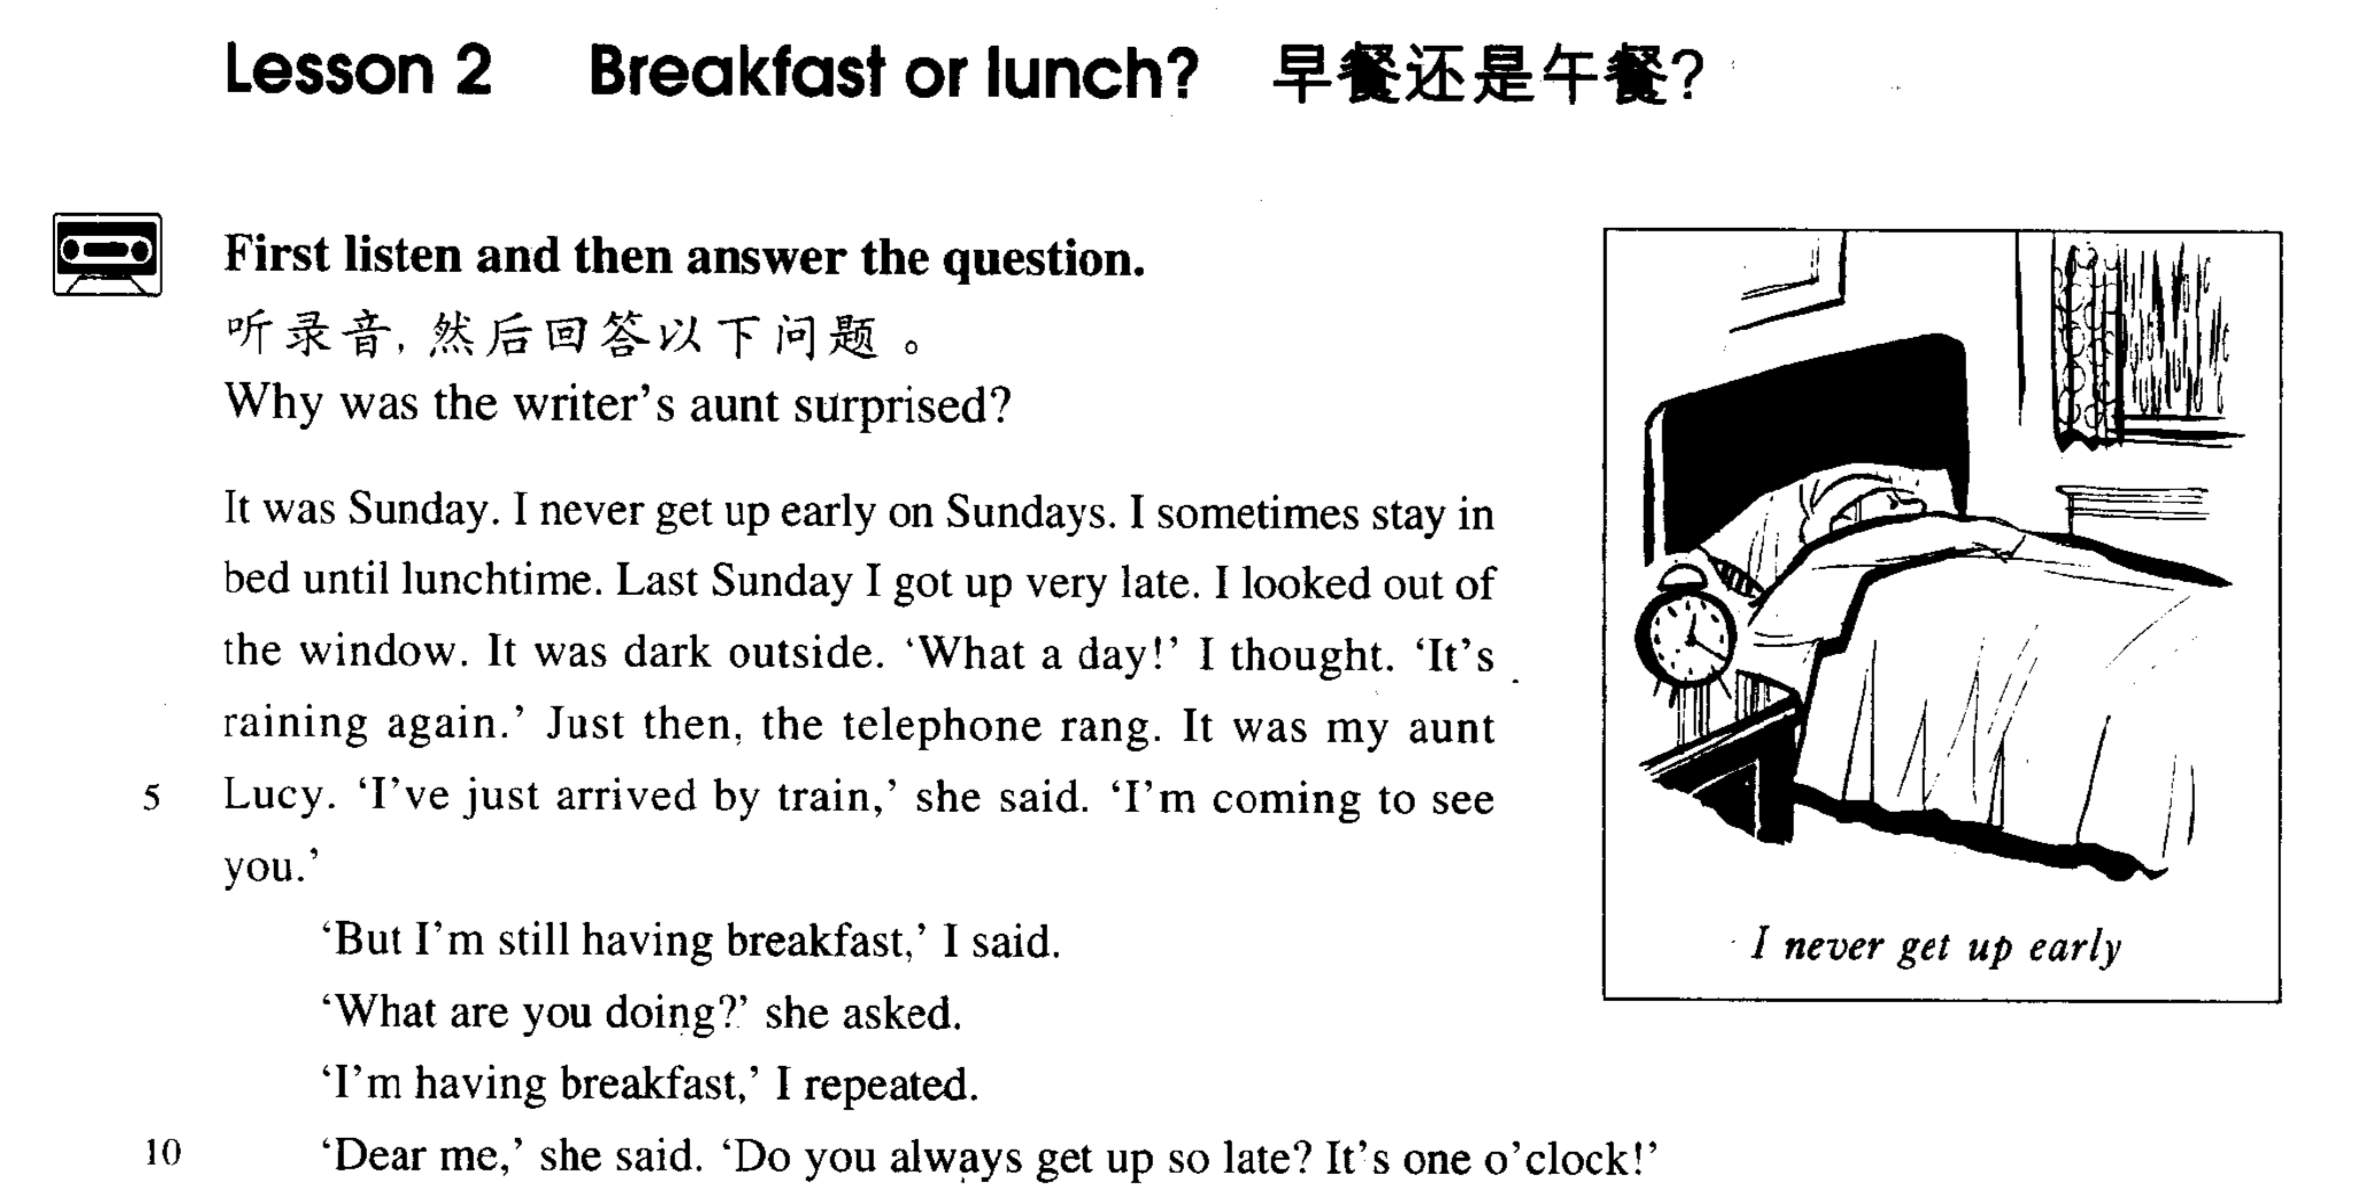 Lesson 2 Breakfast or lunch? 早餐还是午餐?
First listen and then answer the question.
听录音,然后回答以下问题。
Why was the writer's aunt surprised?
It was Sunday. I never get up early on Sundays. I sometimes stay in
bed until lunchtime. Last Sunday I got up very late. I looked out of
the window. It was dark outside. ‘What a day!’ I thought. ‘It’s
raining again.’ Just then, the telephone rang. It was my aunt
5 Lucy. ‘I’ve just arrived by train,’ she said. ‘I’m coming to see
you.’
‘But I’m still having breakfast,’ I said.
‘What are you doing?’ she asked.
‘I’m having breakfast,’ I repeated.
10 ‘Dear me,’ she said. ‘Do you always get up so late? It’s one o’clock!’
I never get up early